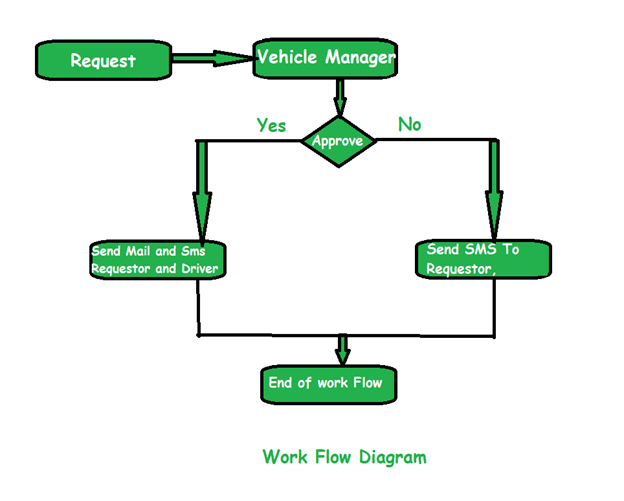 Request
Vehicle Manager
Yes
No
Approve
Send Mail and Sms
Requestor and Driver
Send SMS To
Requestor,
End of work Flow
Work Flow Diagram